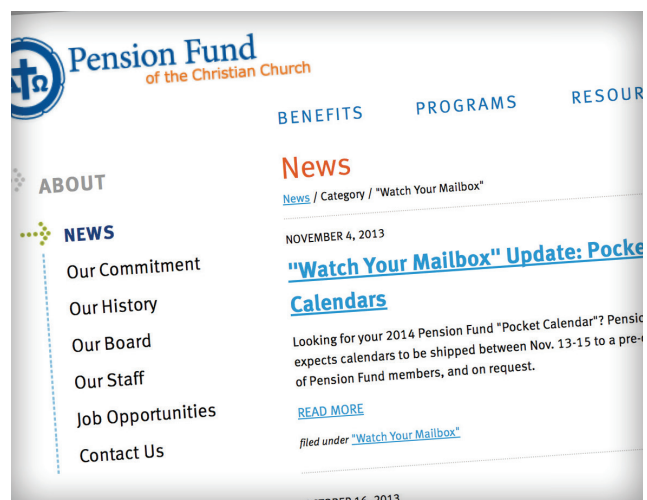 Pension Fund
of the Christian Church
BENEFITS PROGRAMS
ABOUT
NEWS
Our Commitment
Our History
Our Board
Our Staff
Job Opportunities
Contact Us
News
News / Category / "Watch Your Mailbox"
NOVEMBER 4, 2013
"Watch Your Mailbox" Update:
Calendars
Looking for your 2014 Pension Fund "Pocket Calendar"?
expects calendars to be shipped between Nov. 13-15 to a
of Pension Fund members, and on request.
READ MORE
filed under "Watch Your Mailbox"
16, 2013